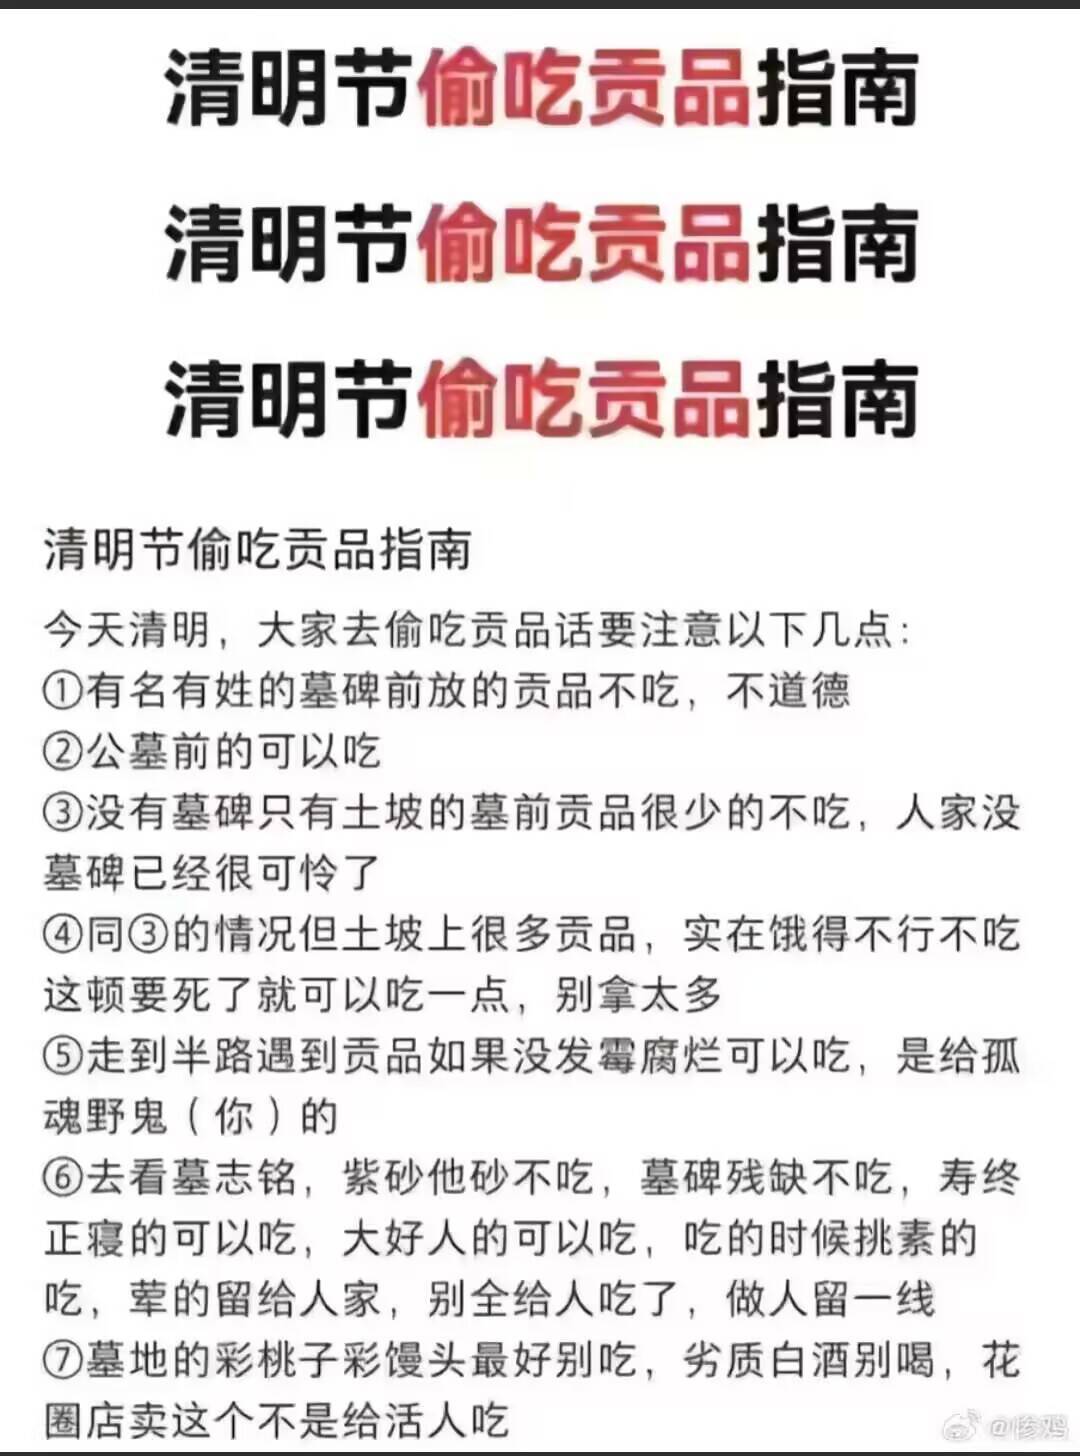 清明节偷吃贡品指南
清明节偷吃贡品指南
清明节偷吃贡品指南
清明节偷吃贡品指南
今天清明，大家去偷吃贡品话要注意以下几点：
①有名有姓的墓碑前放的贡品不吃，不道德
②公墓前的可以吃
③没有墓碑只有土坡的墓前贡品很少的不吃，人家没
墓碑已经很可怜了
④同③的情况但土坡上很多贡品，实在饿得不行不吃
这顿要死了就可以吃一点，别拿太多
⑤走到半路遇到贡品如果没发霉腐烂可以吃，是给孤
魂野鬼（你）的
⑥去看墓志铭，紫砂他砂不吃，墓碑残缺不吃，寿终
正寝的可以吃，大好人的可以吃，吃的时候挑素的
吃，荤的留给人家，别全给人吃了，做人留一线
⑦墓地的彩桃子彩馒头最好别吃，劣质白酒别喝，花
圈店卖这个不是给活人吃
@惨鸡